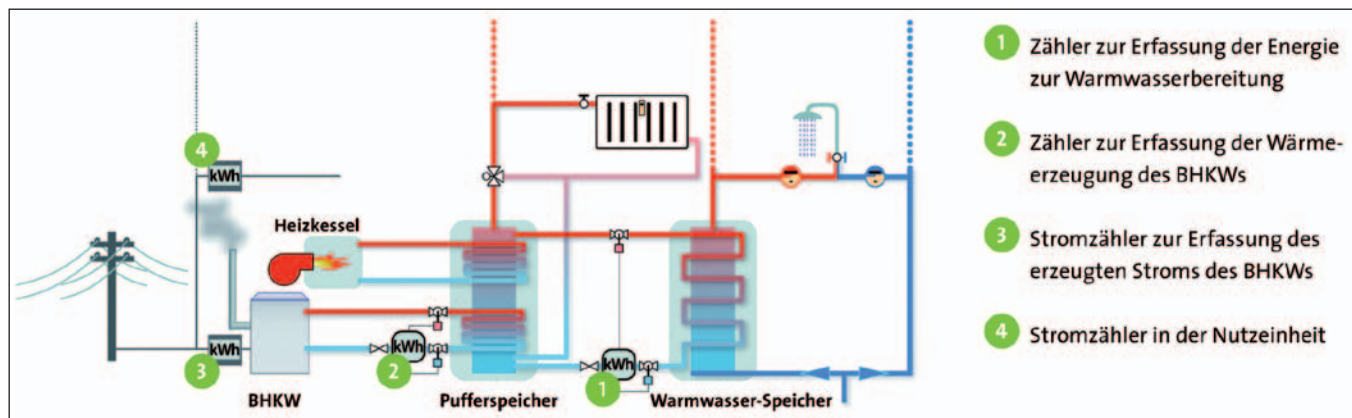 1 Zähler zur Erfassung der Energie
zur Warmwasserbereitung
2 Zähler zur Erfassung der Wärme-
erzeugung des BHKWs
3 Stromzähler zur Erfassung des
erzeugten Stroms des BHKWs
4 Stromzähler in der Nutzeinheit
4
kWh
Heizkessel
kWh
3
BHKW
kWh
2
Pufferspeicher
kWh
1
Warmwasser-Speicher